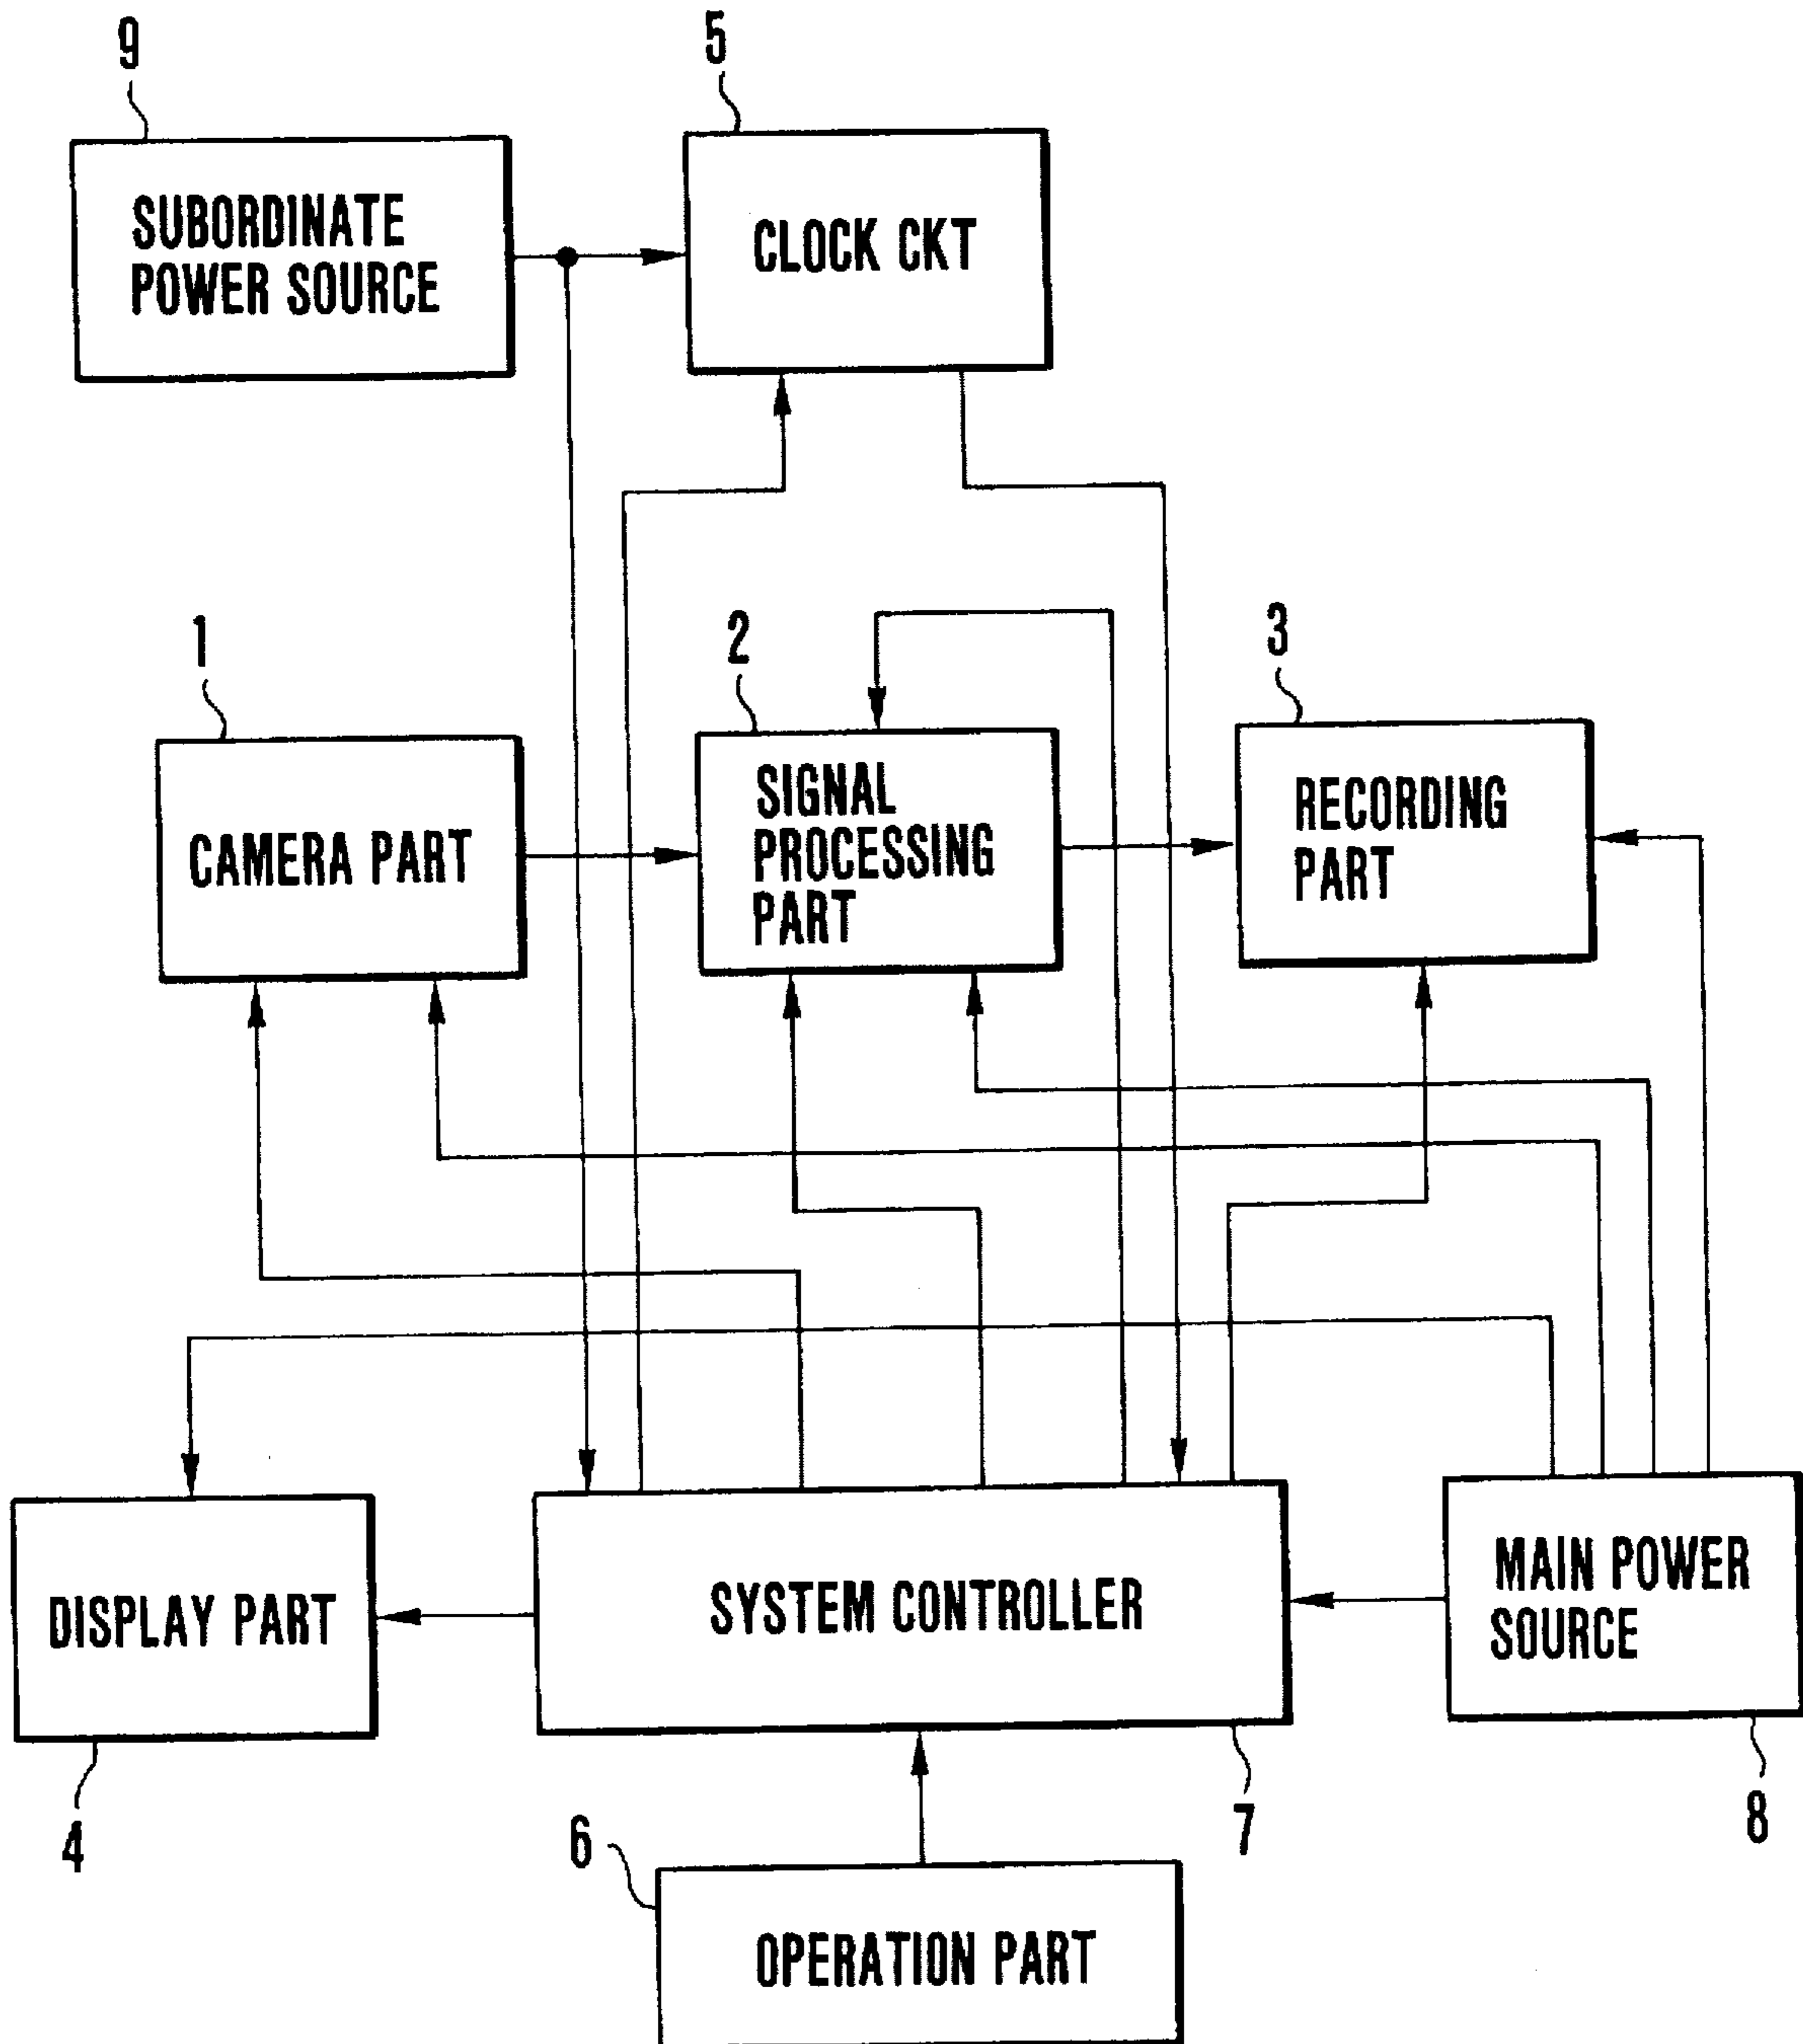 9
5
SUBORDINATE
POWER SOURCE
CLOCK CKT
1
2
3
CAMERA PART
SIGNAL
PROCESSING
PART
RECORDING
PART
DISPLAY PART
SYSTEM CONTROLLER
MAIN POWER
SOURCE
4
6
7
8
OPERATION PART